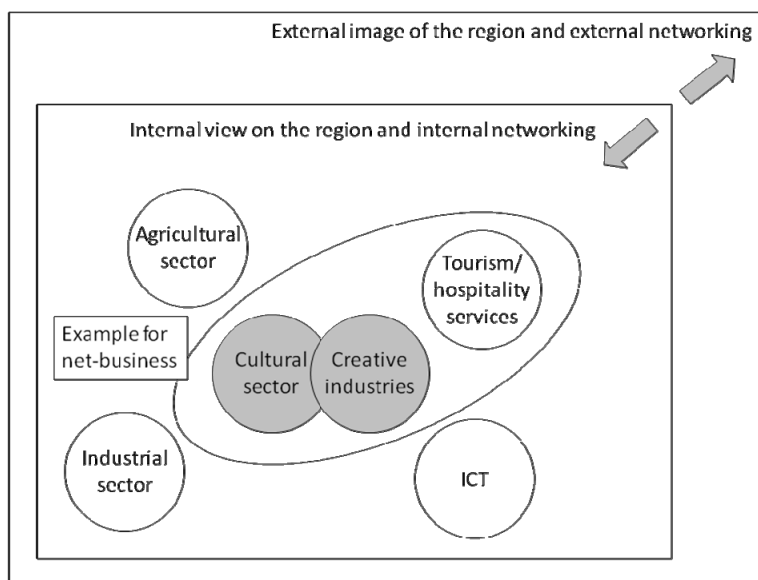 External image of the region and external networking
Internal view on the region and internal networking
Agricultural
sector
Tourism/
hospitality
services
Example for
net-business
Cultural
sector
Creative
industries
Industrial
sector
ICT